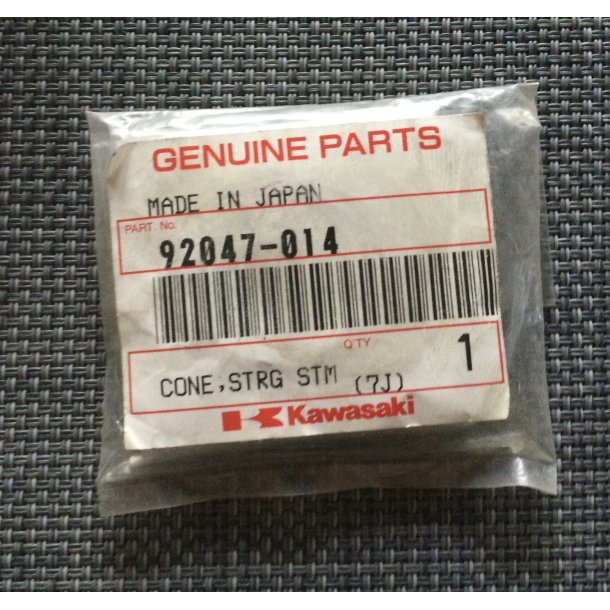 GENUINE PARTS
MADE IN JAPAN
PART. No.
92047-014
Q'TY
1
CONE,STRG STM (7J)
Kawasaki